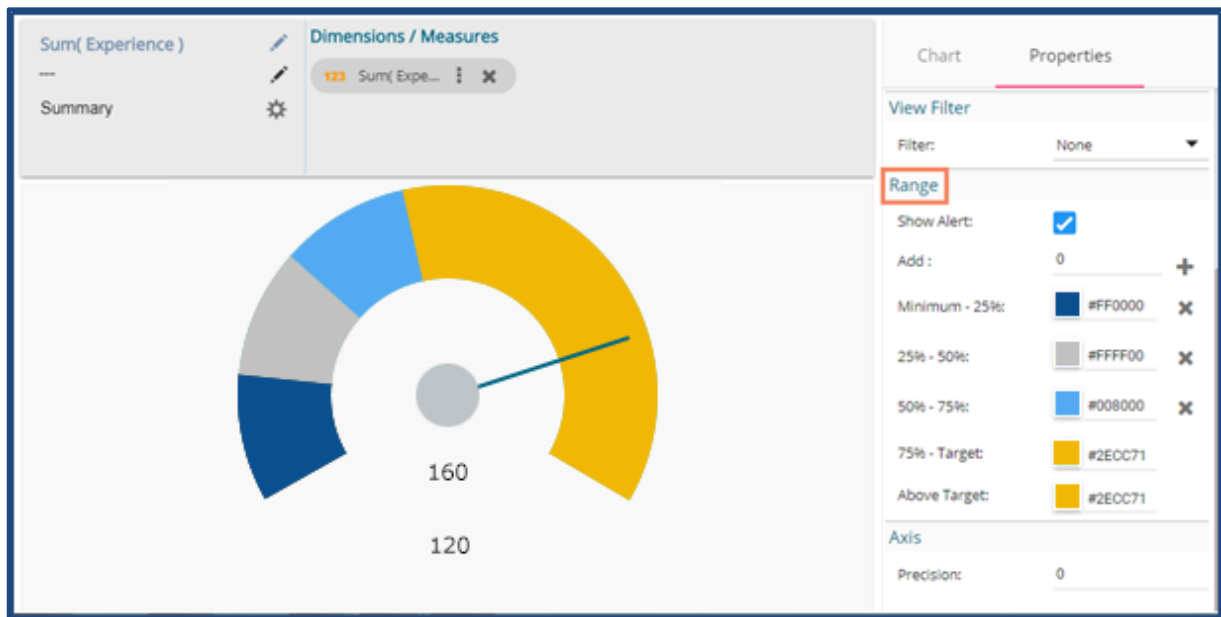 Sum( Experience )
---
Summary
Dimensions / Measures
123 Sum( Expe...
160
120
Chart Properties
View Filter
Filter: None
Range
Show Alert:
Add : 0
Minimum - 25%: #FF0000
25% - 50%: #FFFF00
50% - 75%: #008000
75% - Target: #2ECC71
Above Target: #2ECC71
Axis
Precision: 0